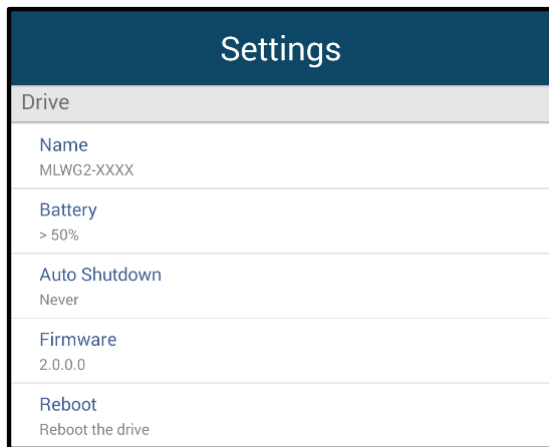 Settings
Drive
Name
MLWG2-XXXX
Battery
> 50%
Auto Shutdown
Never
Firmware
2.0.0.0
Reboot
Reboot the drive